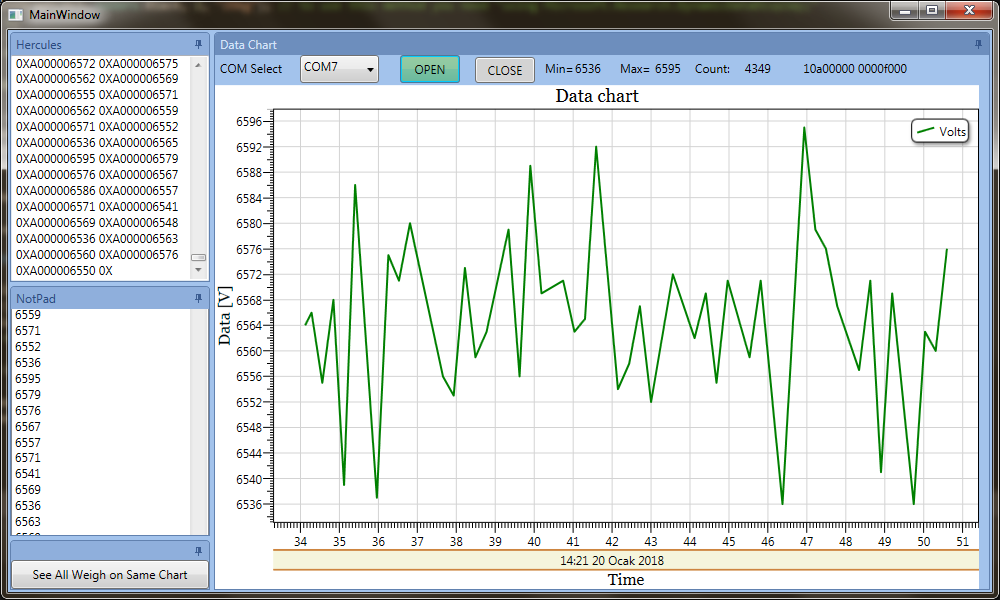 MainWindow
Hercules
0XA000006572 0XA000006575
0XA000006562 0XA000006569
0XA000006555 0XA000006571
0XA000006562 0XA000006559
0XA000006571 0XA000006552
0XA000006536 0XA000006565
0XA000006595 0XA000006579
0XA000006576 0XA000006567
0XA000006586 0XA000006557
0XA000006571 0XA000006541
0XA000006569 0XA000006548
0XA000006536 0XA000006563
0XA000006560 0XA000006576
0XA000006550 0X
NotPad
6559
6571
6552
6536
6595
6579
6576
6567
6557
6571
6541
6569
6536
6563
See All Weigh on Same Chart
Data Chart
COM Select COM7 OPEN CLOSE Min= 6536 Max= 6595 Count: 4349 10a00000 0000f000
Data chart
Volts
Data [V]
6596
6592
6588
6584
6580
6576
6572
6568
6564
6560
6556
6552
6548
6544
6540
6536
34 35 36 37 38 39 40 41 42 43 44 45 46 47 48 49 50 51
14:21 20 Ocak 2018
Time